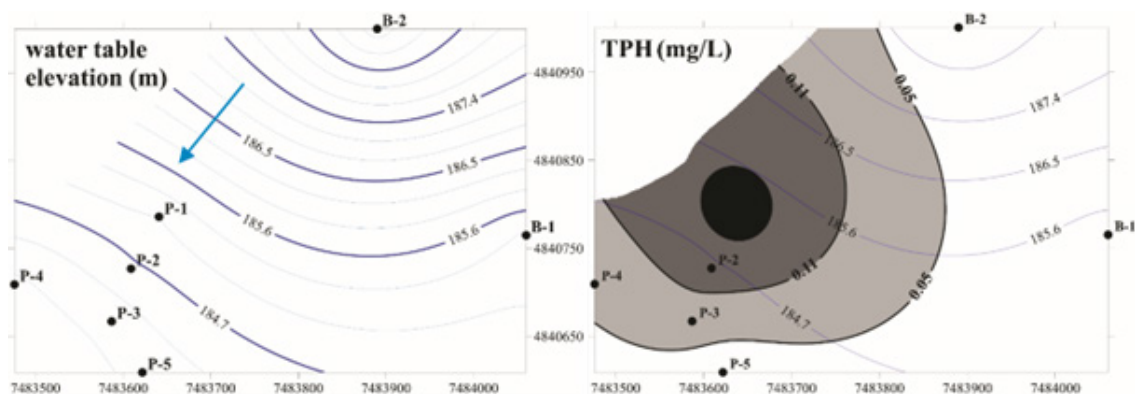 water table
elevation (m)
B-2
187.4
186.5
186.5
185.6
185.6
184.7
P-1
P-2
P-3
P-4
P-5
B-1
4840950
4840850
4840750
4840650
7483500
7483600
7483700
7483800
7483900
7484000
TPH (mg/L)
B-2
0.11
0.05
187.4
186.5
186.5
185.6
185.6
184.7
B-1
P-4
P-2
0.11
0.05
P-3
P-5
7483500
7483600
7483700
7483800
7483900
7484000